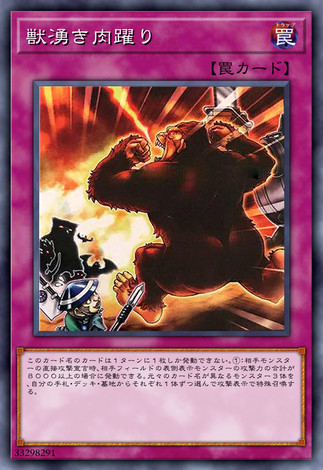 獣湧き肉躍り
トラップ
罠
【罠カード】
このカード名のカードは1ターンに1枚しか発動できない。①:相手モンスタ
ーの直接攻撃宣言時、相手フィールドの表側表示モンスターの攻撃力の合計が
8000以上の場合に発動できる。元々のカード名が異なるモンスター3体を
、自分の手札・デッキ・墓地からそれぞれ1体ずつ選んで攻撃表示で特殊召喚す
る。
33298291